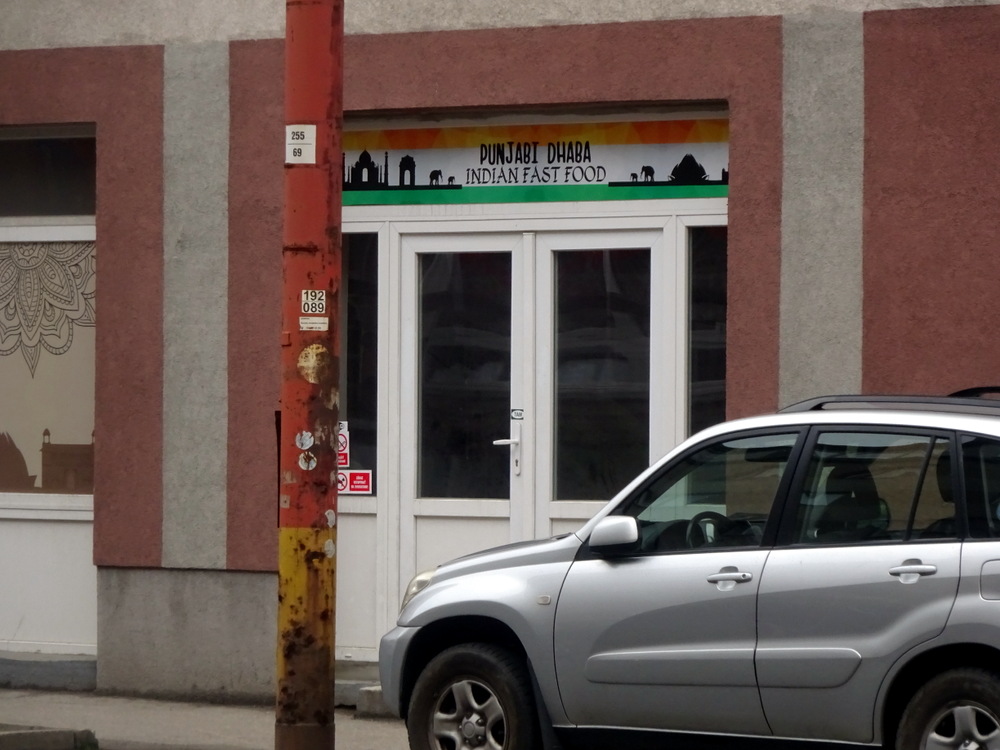 255
69
PUNJABI DHABA
INDIAN FAST FOOD
192
089